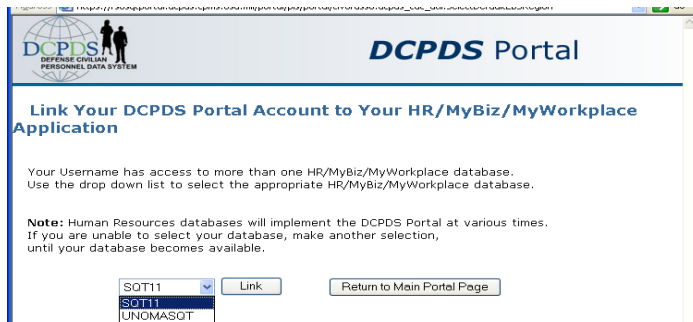 DCPDS
DEFENSE CIVILIAN
PERSONNEL DATA SYSTEM
DCPDS Portal
Link Your DCPDS Portal Account to Your HR/MyBiz/MyWorkplace
Application
Your Username has access to more than one HR/MyBiz/MyWorkplace database.
Use the drop down list to select the appropriate HR/MyBiz/MyWorkplace database.
Note: Human Resources databases will implement the DCPDS Portal at various times.
If you are unable to select your database, make another selection,
until your database becomes available.
SQT11 Link Return to Main Portal Page
SQT11
UNOMASQT